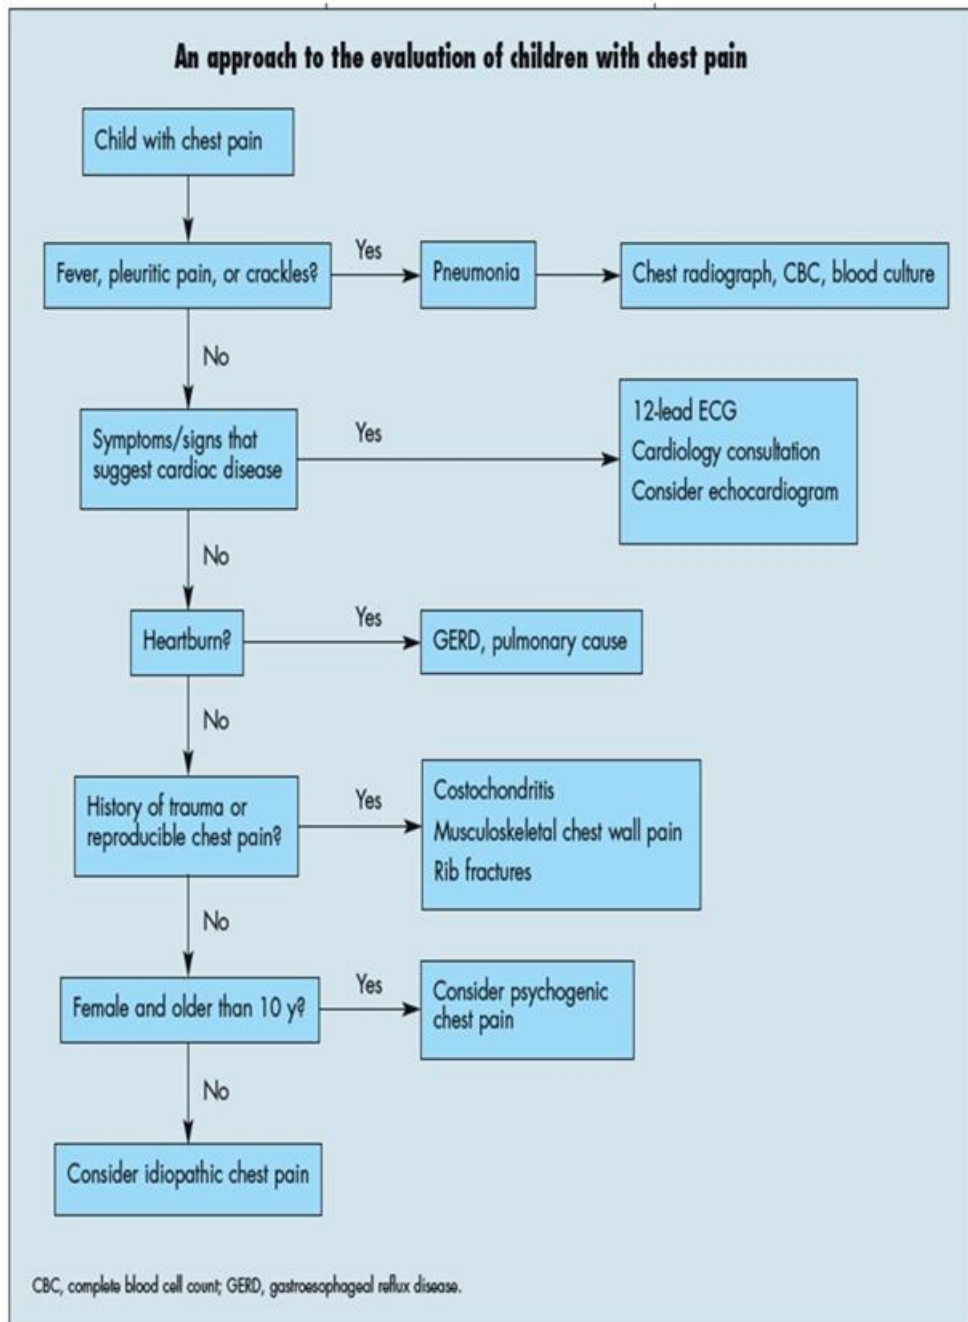 An approach to the evaluation of children with chest pain
Child with chest pain
Fever, pleuritic pain, or crackles?
Yes
Pneumonia
Chest radiograph, CBC, blood culture
No
Symptoms/signs that
suggest cardiac disease
Yes
12-lead ECG
Cardiology consultation
Consider echocardiogram
No
Heartburn?
Yes
GERD, pulmonary cause
No
History of trauma or
reproducible chest pain?
Yes
Costochondritis
Musculoskeletal chest wall pain
Rib fractures
No
Female and older than 10 y?
Yes
Consider psychogenic
chest pain
No
Consider idiopathic chest pain
CBC, complete blood cell count; GERD, gastroesophageal reflux disease.